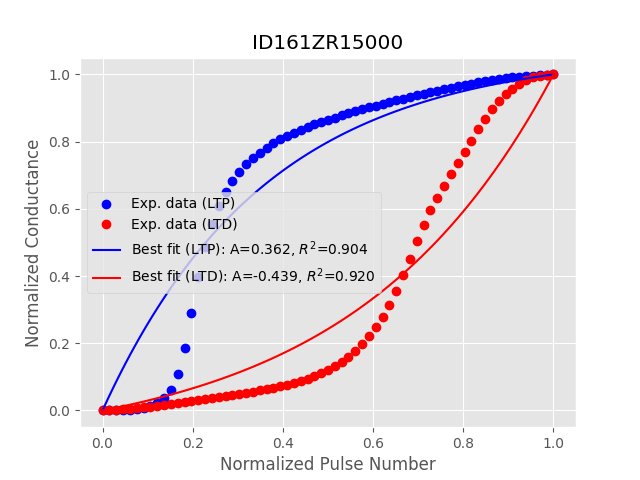 ID161ZR15000
Normalized Conductance
1.0
0.8
0.6
0.4
0.2
0.0
Exp. data (LTP)
Exp. data (LTD)
Best fit (LTP): A=0.362, R²=0.904
Best fit (LTD): A=-0.439, R²=0.920
0.0 0.2 0.4 0.6 0.8 1.0
Normalized Pulse Number